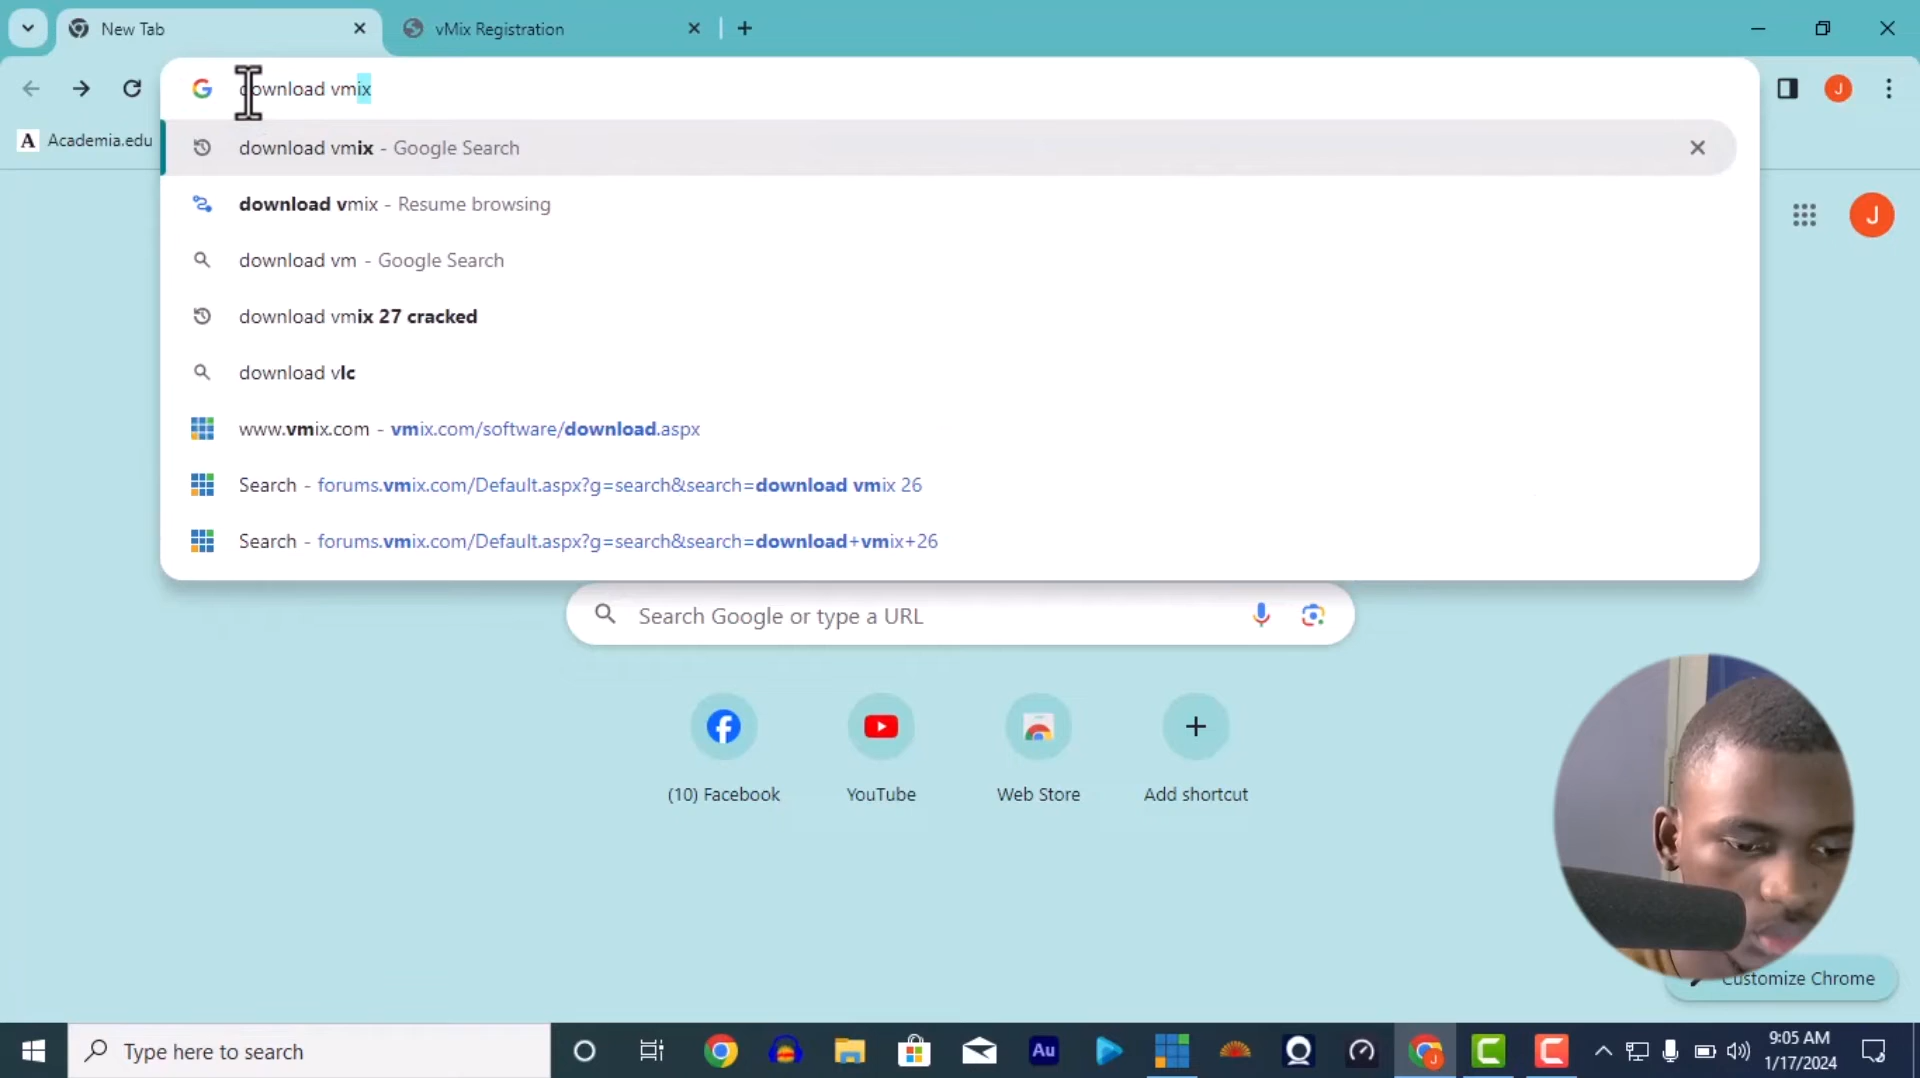 New Tab
vMix Registration
download vmix
A Academia.edu
download vmix - Google Search
download vmix - Resume browsing
download vm - Google Search
download vmix 27 cracked
download vlc
www.vmix.com - vmix.com/software/download.aspx
Search - forums.vmix.com/Default.aspx?g=search&search=download vmix 26
Search - forums.vmix.com/Default.aspx?g=search&search=download+vmix+26
J
J
Search Google or type a URL
(10) Facebook
YouTube
Web Store
Add shortcut
Customize Chrome
Type here to search
Au
J
9:05 AM
1/17/2024